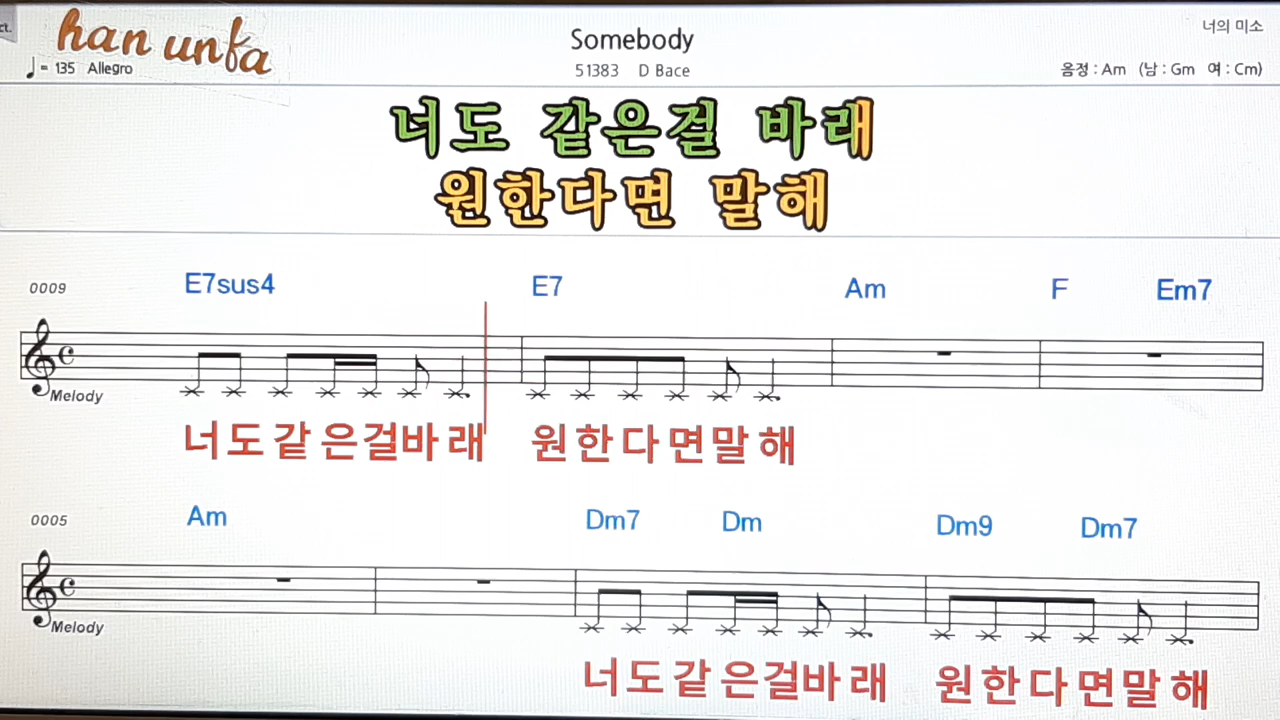 ct.
han unfa
Somebody
너의 미소
♩= 135 Allegro
51383 D Bace
음정 : Am (남 : Gm 여 : Cm)
너도 같은걸 바래
원한다면 말해
0009 E7sus4 E7 Am F Em7
Melody
너도같은걸바래 원한다면말해
0005 Am Dm7 Dm Dm9 Dm7
Melody
너도같은걸바래 원한다면말해